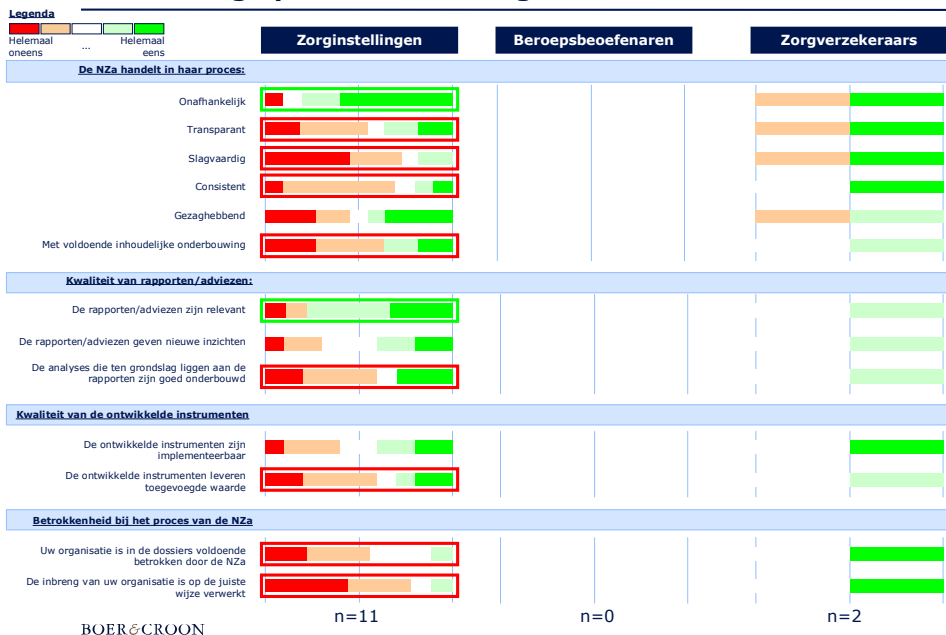 Legenda
Helemaal oneens
...
Helemaal eens
Zorginstellingen
Beroepsbeoefenaren
Zorgverzekeraars
De NZa handelt in haar proces:
Onafhankelijk
Transparant
Slagvaardig
Consistent
Gezaghebbend
Met voldoende inhoudelijke onderbouwing
Kwaliteit van rapporten/adviezen:
De rapporten/adviezen zijn relevant
De rapporten/adviezen geven nieuwe inzichten
De analyses die ten grondslag liggen aan de
rapporten zijn goed onderbouwd
Kwaliteit van de ontwikkelde instrumenten
De ontwikkelde instrumenten zijn
implementeerbaar
De ontwikkelde instrumenten leveren
toegevoegde waarde
Betrokkenheid bij het proces van de NZa
Uw organisatie is in de dossiers voldoende
betrokken door de NZa
De inbreng van uw organisatie is op de juiste
wijze verwerkt
n=11
n=0
n=2
BOER&CROON